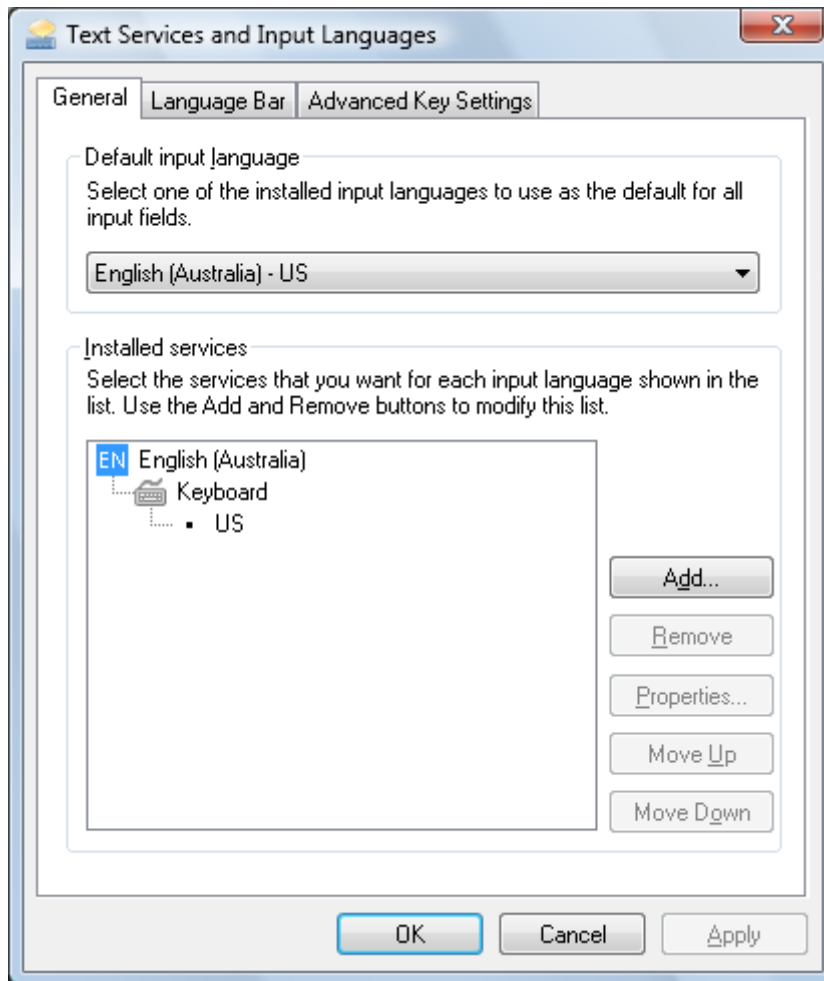 Text Services and Input Languages
General
Language Bar
Advanced Key Settings
Default input language
Select one of the installed input languages to use as the default for all
input fields.
English (Australia) - US
Installed services
Select the services that you want for each input language shown in the
list. Use the Add and Remove buttons to modify this list.
EN English (Australia)
Keyboard
US
Add...
Remove
Properties...
Move Up
Move Down
OK
Cancel
Apply